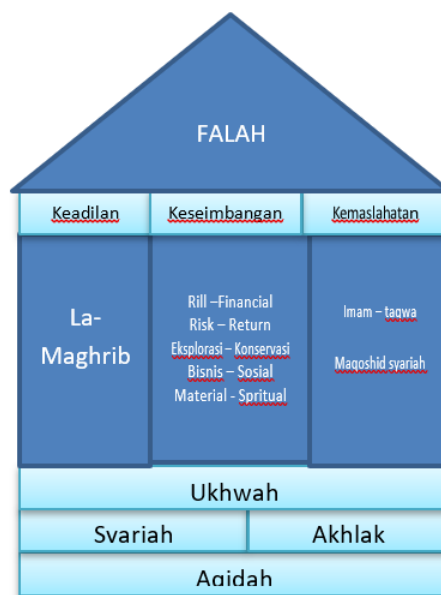 FALAH
Keadilan
Keseimbangan
Kemaslahatan
La-
Maghrib
Rill –Financial
Risk – Return
Eksplorasi – Konservasi
Bisnis – Sosial
Material - Spritual
Imam – taqwa
Maqoshid syariah
Ukhwah
Syariah
Akhlak
Aqidah